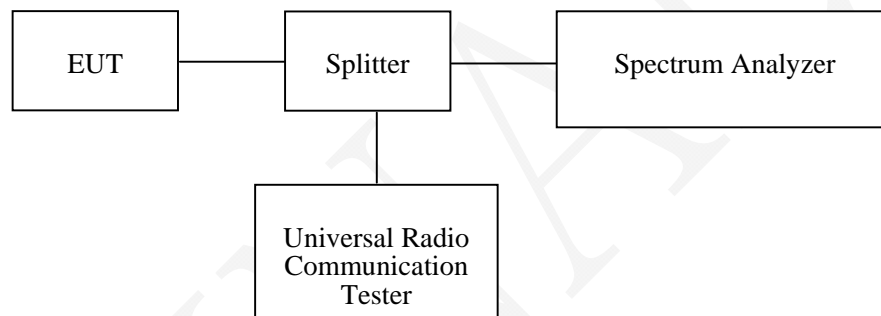 EUT
Splitter
Spectrum Analyzer
Universal Radio
Communication
Tester